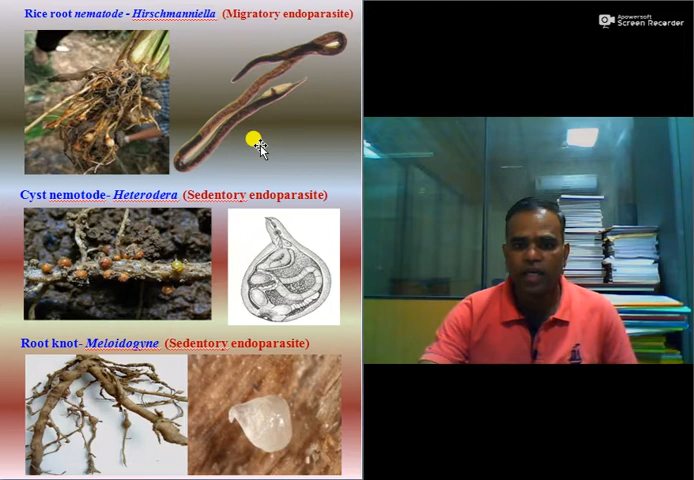 Rice root nematode - Hirschmanniella (Migratory endoparasite)
Apowersoft
Screen Recorder
Cyst nemotode- Heterodera (Sedentory endoparasite)
Root knot- Meloidogyne (Sedentory endoparasite)